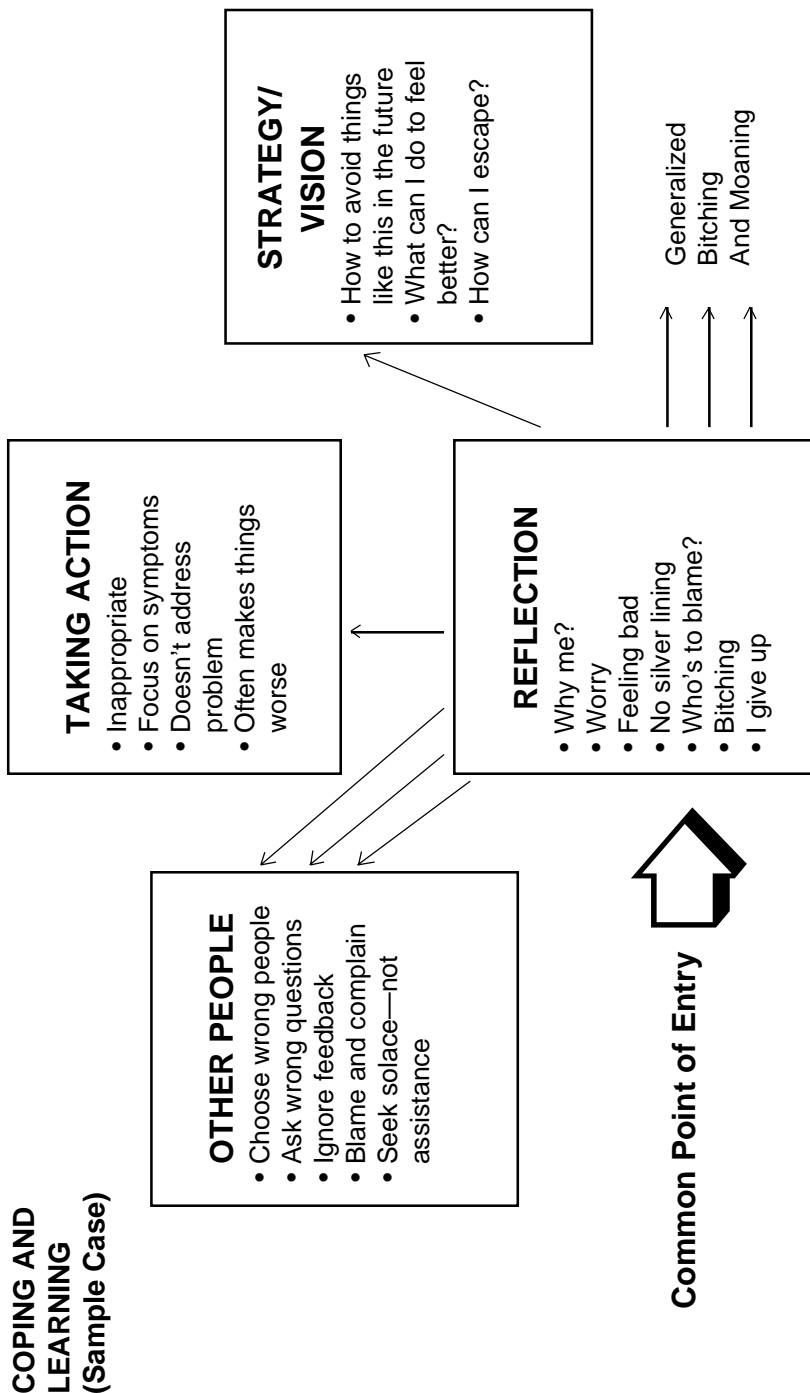 COPING AND
LEARNING
(Sample Case)
OTHER PEOPLE
• Choose wrong people
• Ask wrong questions
• Ignore feedback
• Blame and complain
• Seek solace—not
assistance
TAKING ACTION
• Inappropriate
• Focus on symptoms
• Doesn’t address
problem
• Often makes things
worse
STRATEGY/
VISION
• How to avoid things
like this in the future
• What can I do to feel
better?
• How can I escape?
Common Point of Entry
REFLECTION
• Why me?
• Worry
• Feeling bad
• No silver lining
• Who’s to blame?
• Bitching
• I give up
Generalized
Bitching
And Moaning